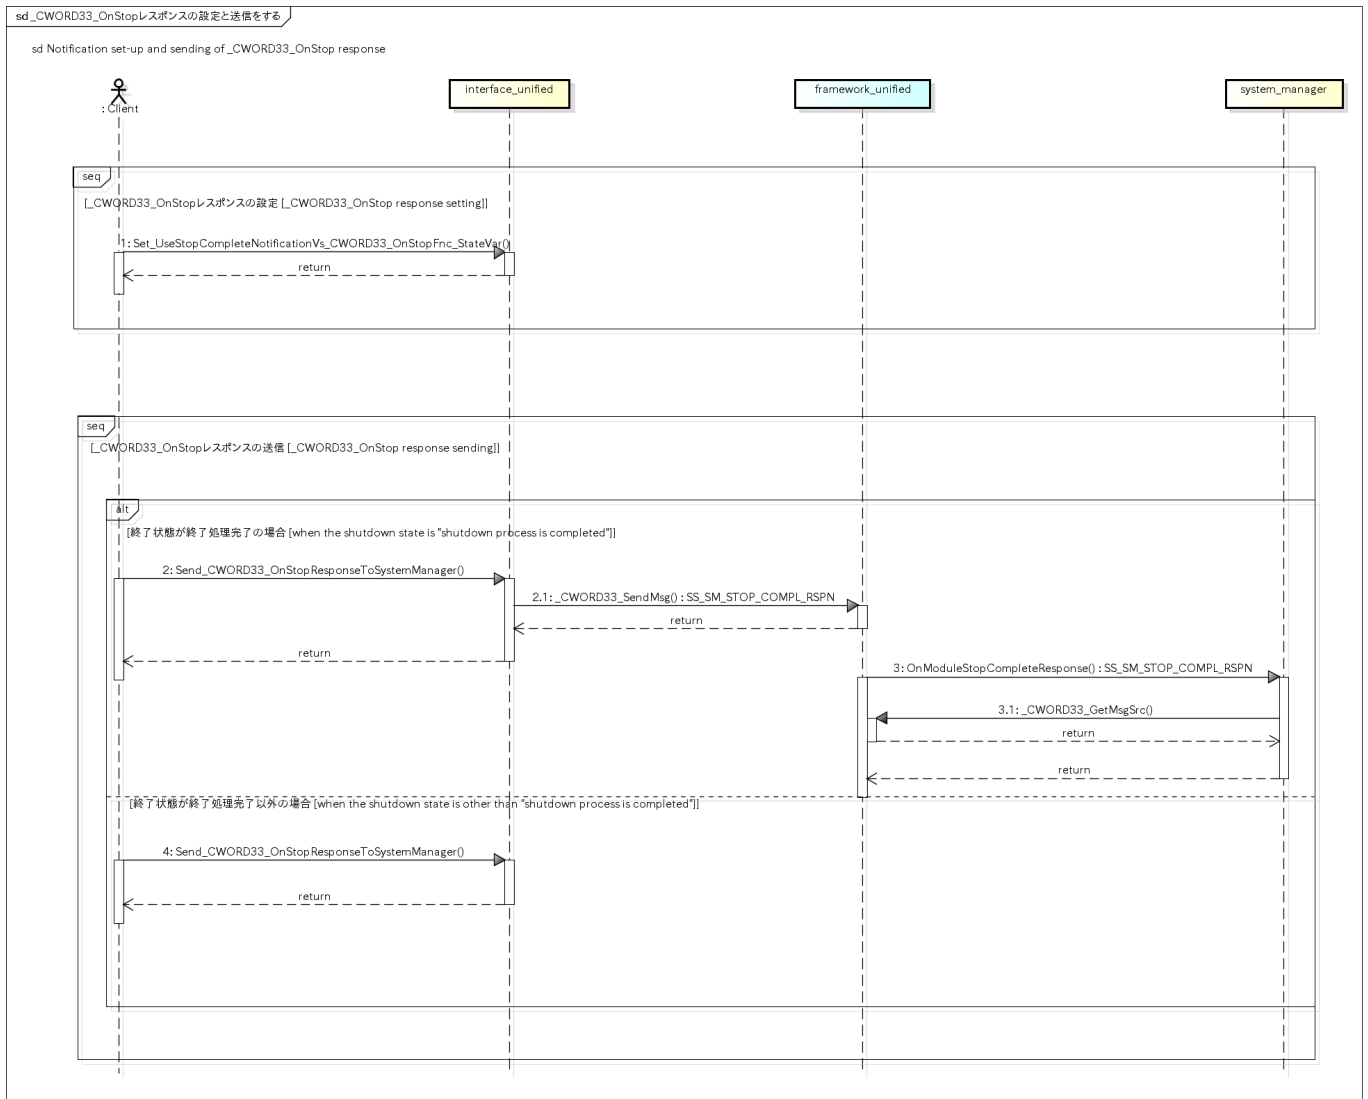 sd _CWORD33_OnStopレスポンスの設定と送信をする
sd Notification set-up and sending of _CWORD33_OnStop response
: Client
interface_unified
framework_unified
system_manager
seq
[_CWORD33_OnStopレスポンスの設定 [_CWORD33_OnStop response setting]]
1: Set_UseStopCompleteNotificationVs_CWORD33_OnStopFnc_StateVar()
return
seq
[_CWORD33_OnStopレスポンスの送信 [_CWORD33_OnStop response sending]]
alt
[終了状態が終了処理完了の場合 [when the shutdown state is "shutdown process is completed"]]
2: Send_CWORD33_OnStopResponseToSystemManager()
2.1: _CWORD33_SendMsg() : SS_SM_STOP_COMPL_RSPN
return
return
3: OnModuleStopCompleteResponse() : SS_SM_STOP_COMPL_RSPN
3.1: _CWORD33_GetMsgSrc()
return
return
[終了状態が終了処理完了以外の場合 [when the shutdown state is other than "shutdown process is completed"]]
4: Send_CWORD33_OnStopResponseToSystemManager()
return